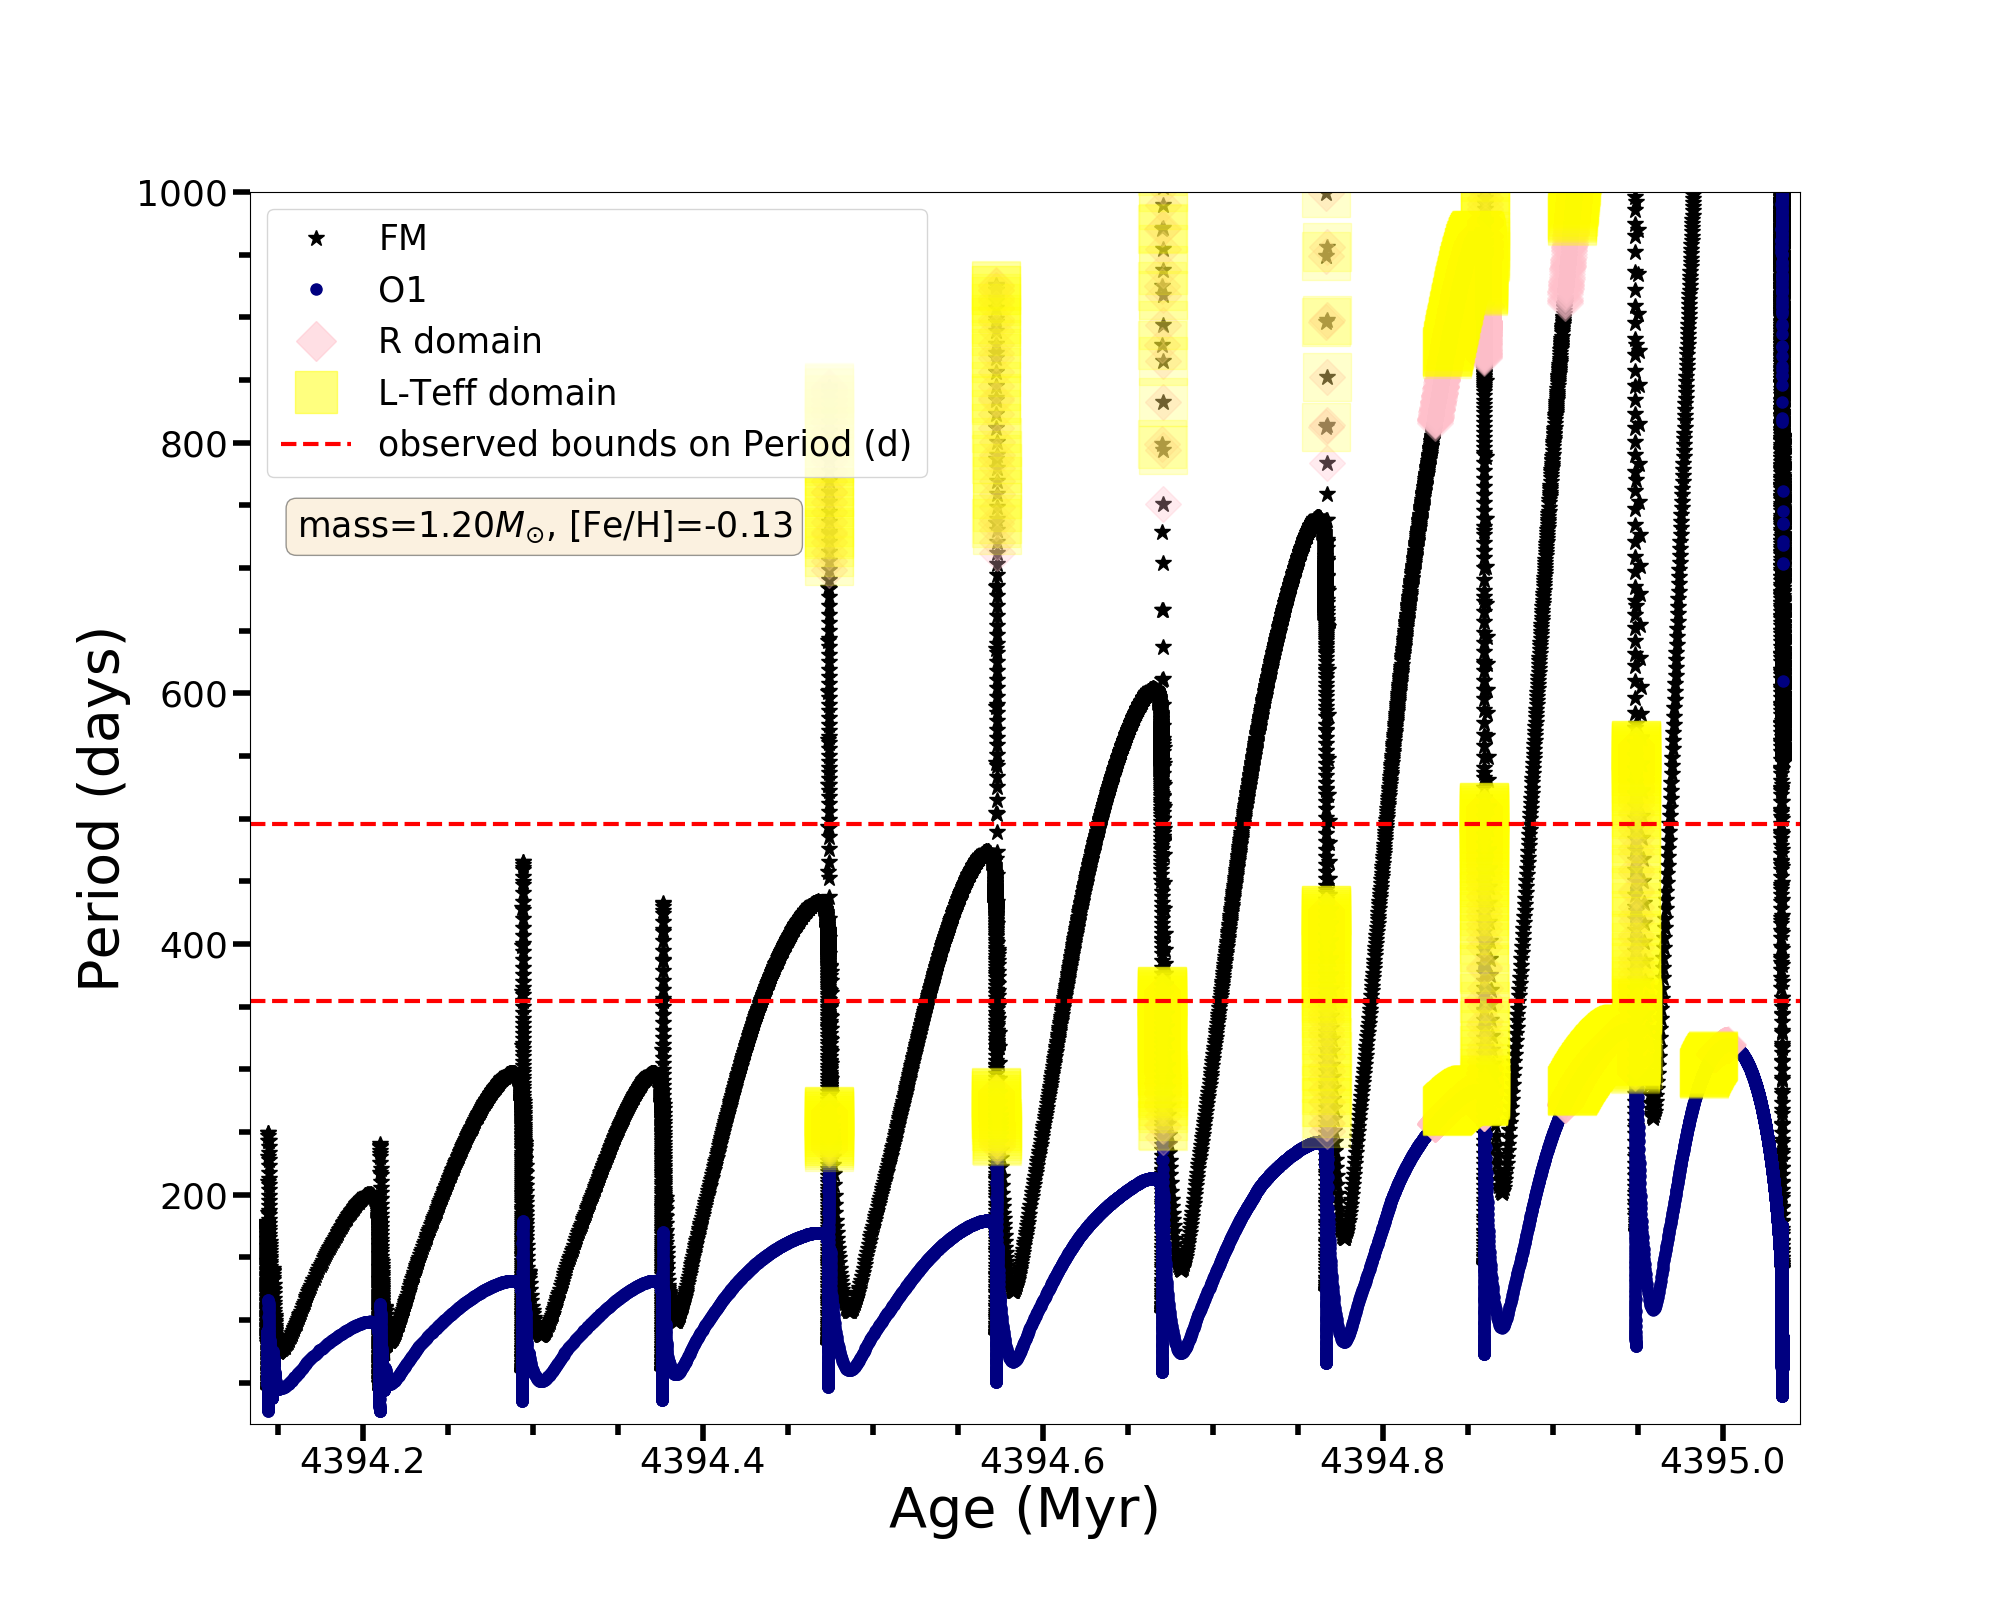 1000
800
600
400
200
Period (days)
FM
O1
R domain
L-Teff domain
observed bounds on Period (d)
mass=1.20M⊙, [Fe/H]=-0.13
4394.2 4394.4 4394.6 4394.8 4395.0
Age (Myr)